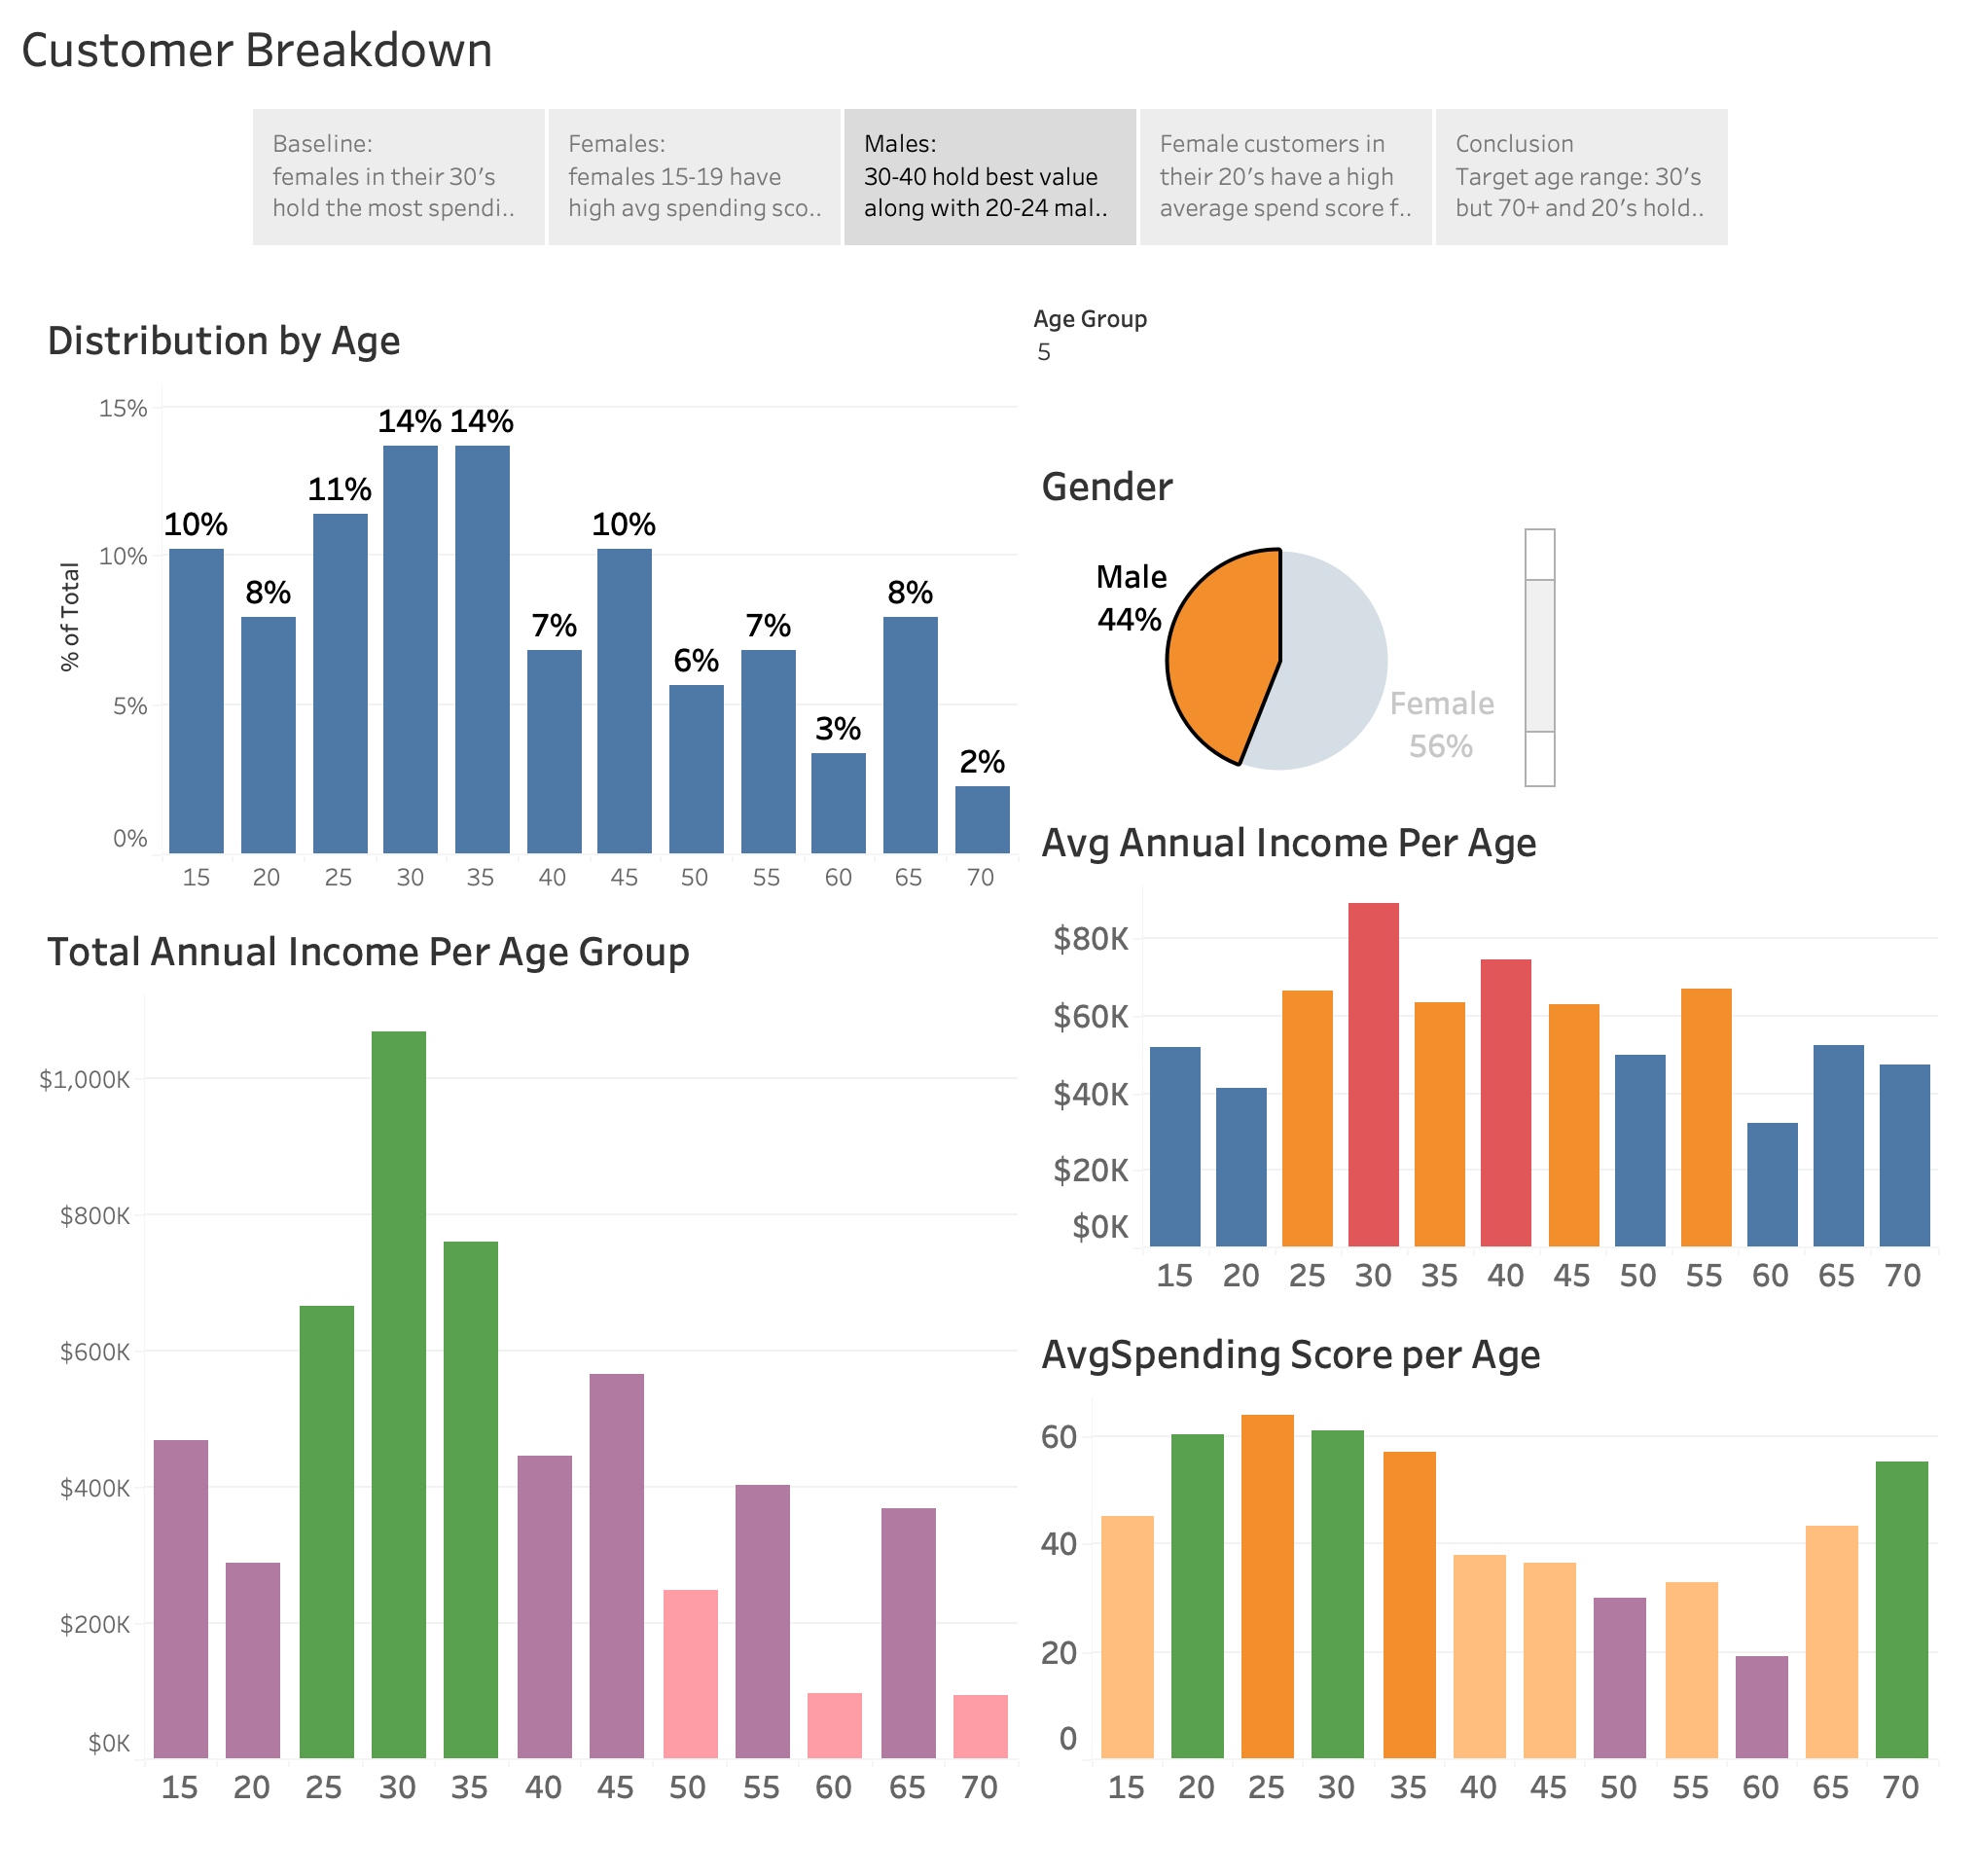 Customer Breakdown
Baseline:
females in their 30's
hold the most spendi..
Females:
females 15-19 have
high avg spending sco..
Males:
30-40 hold best value
along with 20-24 mal..
Female customers in
their 20's have a high
average spend score f..
Conclusion
Target age range: 30's
but 70+ and 20's hold..
Distribution by Age
% of Total
15%
10%
5%
0%
10%
8%
11%
14%
14%
7%
10%
6%
7%
3%
8%
2%
15 20 25 30 35 40 45 50 55 60 65 70
Age Group
5
Gender
Male
44%
Female
56%
Avg Annual Income Per Age
$80K
$60K
$40K
$20K
$0K
15 20 25 30 35 40 45 50 55 60 65 70
Total Annual Income Per Age Group
$1,000K
$800K
$600K
$400K
$200K
$0K
15 20 25 30 35 40 45 50 55 60 65 70
AvgSpending Score per Age
60
40
20
0
15 20 25 30 35 40 45 50 55 60 65 70